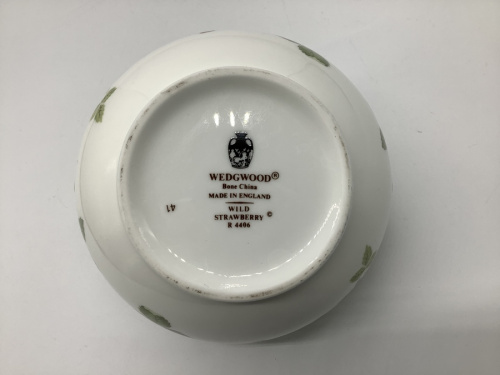 WEDGWOOD®
Bone China
MADE IN ENGLAND
WILD
STRAWBERRY ©
R 4406
41